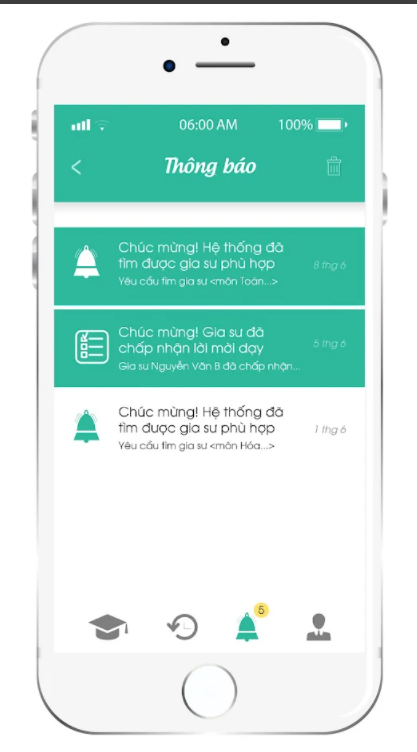 06:00 AM 100%
Thông báo
Chúc mừng! Hệ thống đã
tìm được gia sư phù hợp
8 thg 6
Yêu cầu tìm gia sư <môn Toán...>
Chúc mừng! Gia sư đã
chấp nhận lời mời dạy
5 thg 6
Gia sư Nguyễn Văn B đã chấp nhận...
Chúc mừng! Hệ thống đã
tìm được gia sư phù hợp
1 thg 6
Yêu cầu tìm gia sư <môn Hóa...>
5